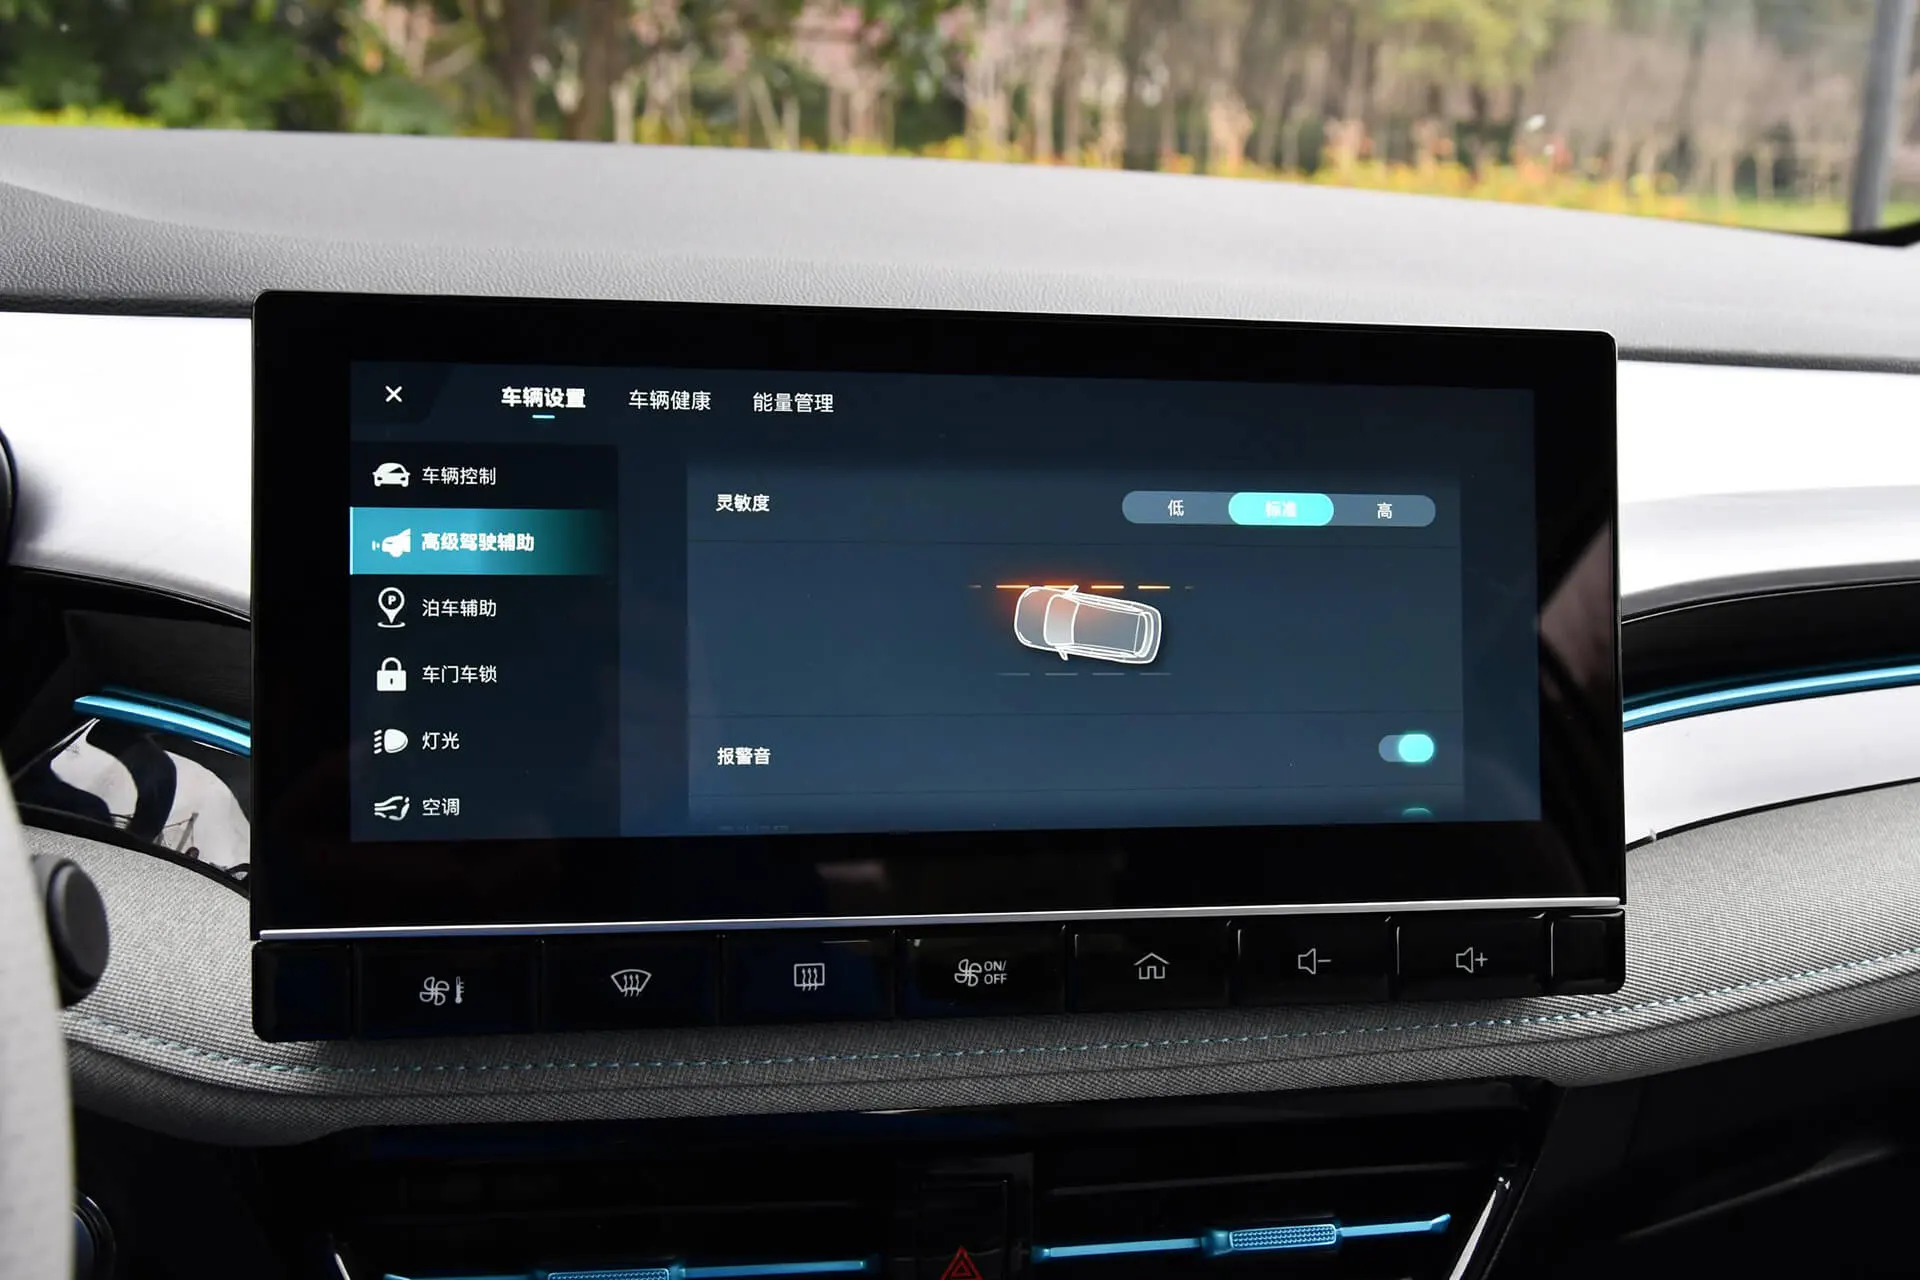 车辆设置 车辆健康 能量管理
车辆控制
高级驾驶辅助
泊车辅助
车门车锁
灯光
空调
灵敏度 低 标准 高
报警音
ON/
OFF